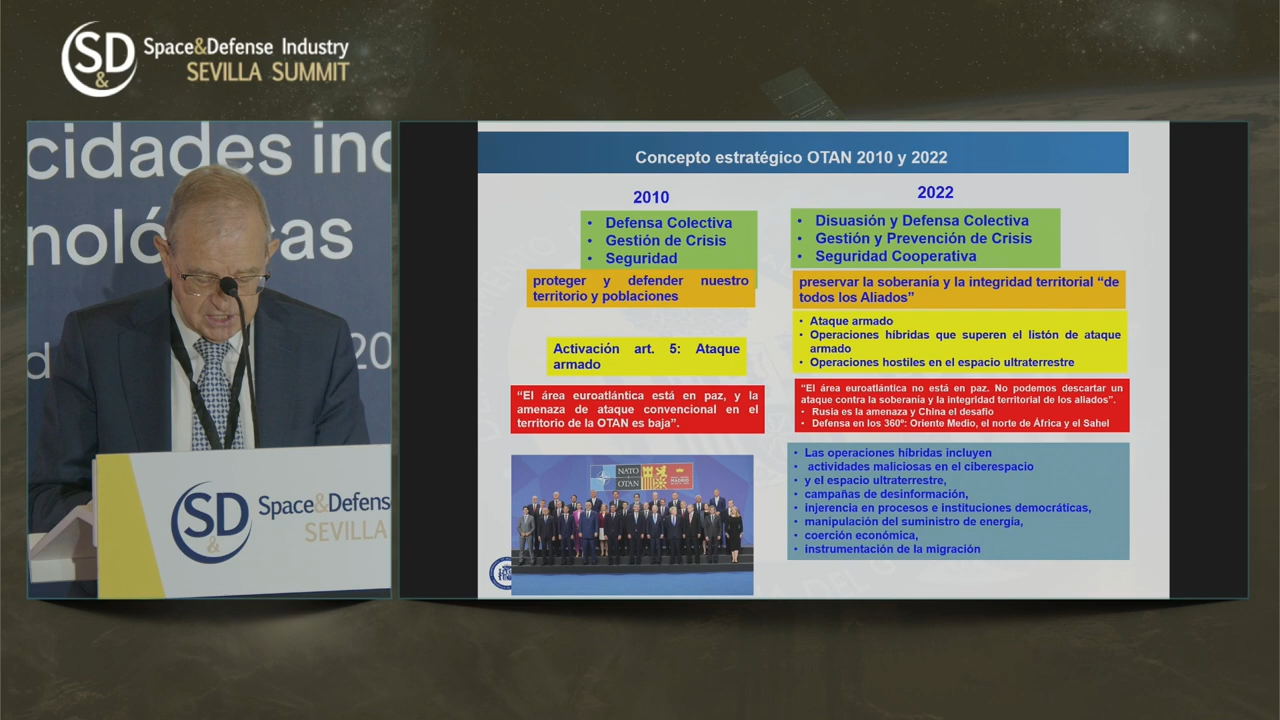 S&D Space&Defense Industry
SEVILLA SUMMIT
cidades inc
noló icas
d
20
S&D Space&Defens
SEVILLA
Concepto estratégico OTAN 2010 y 2022
2010
• Defensa Colectiva
• Gestión de Crisis
• Seguridad
proteger y defender nuestro
territorio y poblaciones
Activación art. 5: Ataque
armado
“El área euroatlántica está en paz, y la
amenaza de ataque convencional en el
territorio de la OTAN es baja”.
NATO
OTAN
MADRID
2022
• Disuasión y Defensa Colectiva
• Gestión y Prevención de Crisis
• Seguridad Cooperativa
preservar la soberanía y la integridad territorial “de
todos los Aliados”
• Ataque armado
• Operaciones híbridas que superen el listón de ataque
armado
• Operaciones hostiles en el espacio ultraterrestre
“El área euroatlántica no está en paz. No podemos descartar un
ataque contra la soberanía y la integridad territorial de los aliados”.
• Rusia es la amenaza y China el desafío
• Defensa en los 360º: Oriente Medio, el norte de África y el Sahel
• Las operaciones híbridas incluyen
• actividades maliciosas en el ciberespacio
• y el espacio ultraterrestre,
• campañas de desinformación,
• injerencia en procesos e instituciones democráticas,
• manipulación del suministro de energía,
• coerción económica,
• instrumentación de la migración